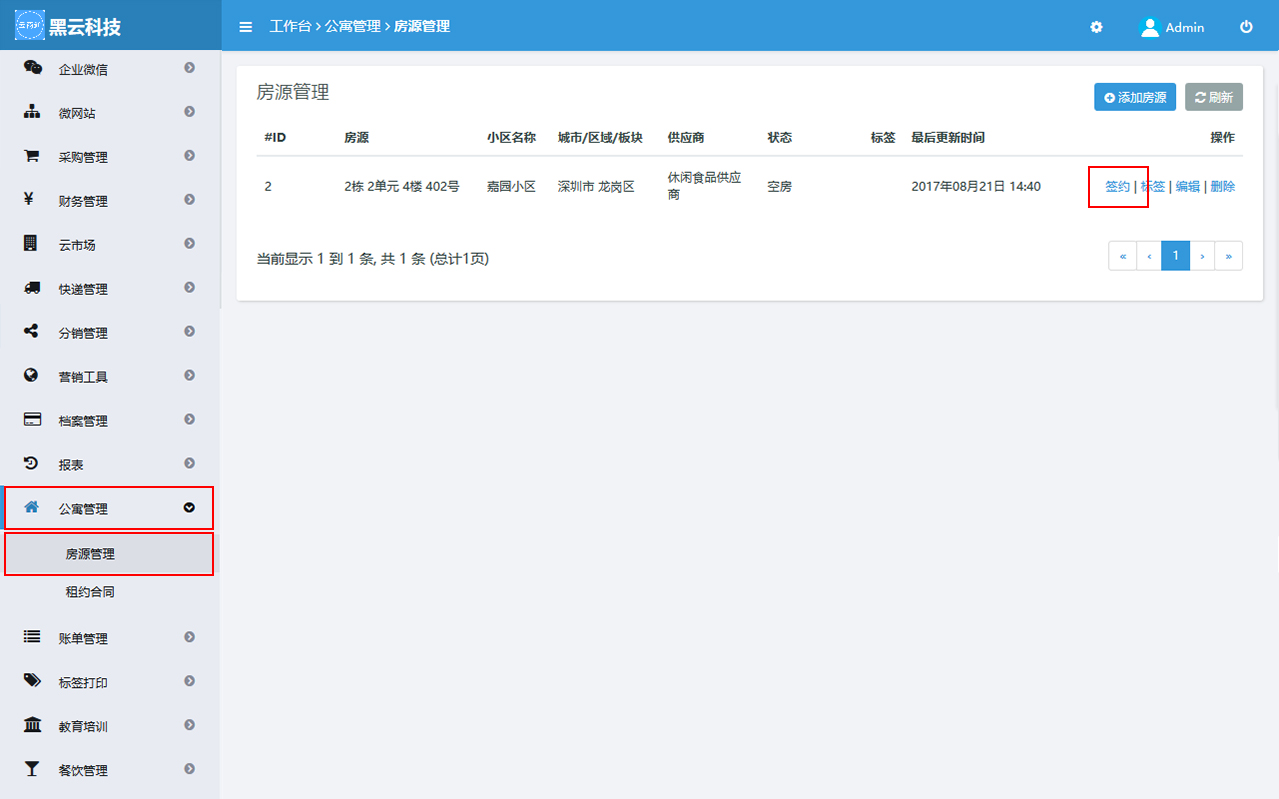 黑云科技
工作台 > 公寓管理 > 房源管理
Admin
企业微信
微网站
采购管理
财务管理
云市场
快递管理
分销管理
营销工具
档案管理
报表
公寓管理
房源管理
租约合同
账单管理
标签打印
教育培训
餐饮管理
房源管理
添加房源 刷新
#ID 房源 小区名称 城市/区域/板块 供应商 状态 标签 最后更新时间 操作
2 2栋 2单元 4楼 402号 嘉园小区 深圳市 龙岗区 休闲食品供应商 空房 2017年08月21日 14:40 签约 | 标签 | 编辑 | 删除
当前显示 1 到 1 条, 共 1 条 (总计1页)
« ‹ 1 › »